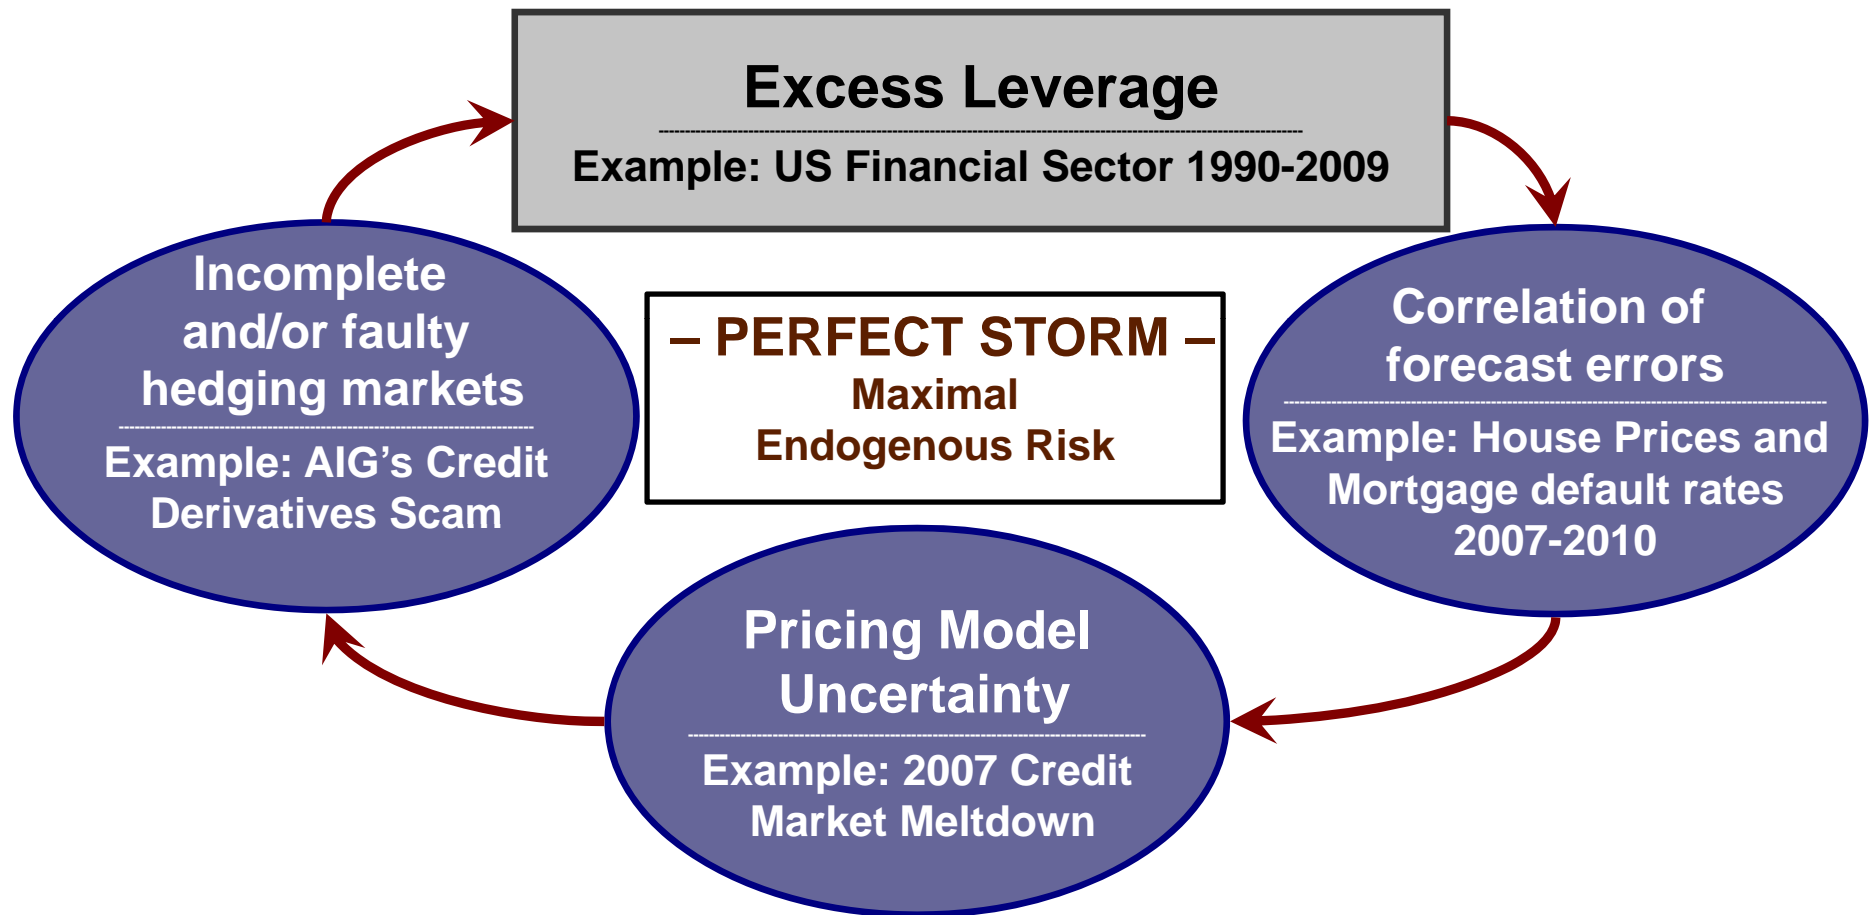 Excess Leverage
Example: US Financial Sector 1990-2009
Incomplete
and/or faulty
hedging markets
Example: AIG’s Credit
Derivatives Scam
– PERFECT STORM –
Maximal
Endogenous Risk
Correlation of
forecast errors
Example: House Prices and
Mortgage default rates
2007-2010
Pricing Model
Uncertainty
Example: 2007 Credit
Market Meltdown